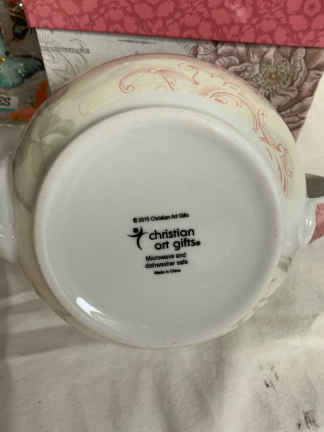 © 2015 Christian Art Gifts
christian
art gifts®
Microwave and
dishwasher safe
Made in China